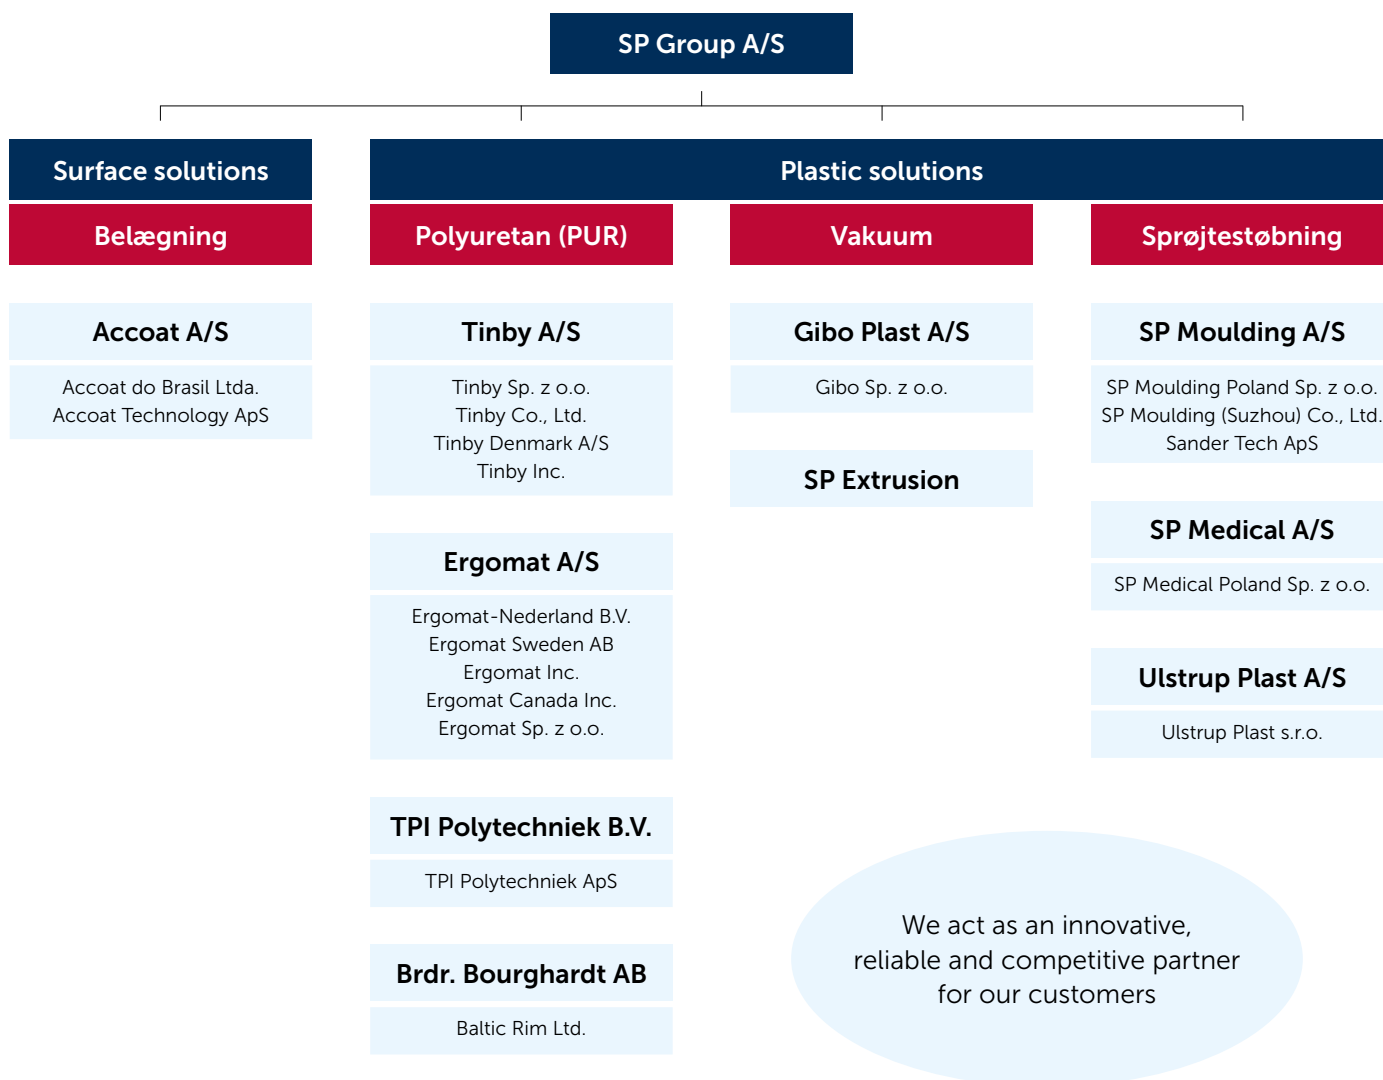 SP Group A/S
Surface solutions
Plastic solutions
Belægning
Polyuretan (PUR)
Vakuum
Sprøjtestøbning
Accoat A/S
Accoat do Brasil Ltda.
Accoat Technology ApS
Tinby A/S
Tinby Sp. z o.o.
Tinby Co., Ltd.
Tinby Denmark A/S
Tinby Inc.
Ergomat A/S
Ergomat-Nederland B.V.
Ergomat Sweden AB
Ergomat Inc.
Ergomat Canada Inc.
Ergomat Sp. z o.o.
TPI Polytechniek B.V.
TPI Polytechniek ApS
Brdr. Bourghardt AB
Baltic Rim Ltd.
Gibo Plast A/S
Gibo Sp. z o.o.
SP Extrusion
SP Moulding A/S
SP Moulding Poland Sp. z o.o.
SP Moulding (Suzhou) Co., Ltd.
Sander Tech ApS
SP Medical A/S
SP Medical Poland Sp. z o.o.
Ulstrup Plast A/S
Ulstrup Plast s.r.o.
We act as an innovative,
reliable and competitive partner
for our customers